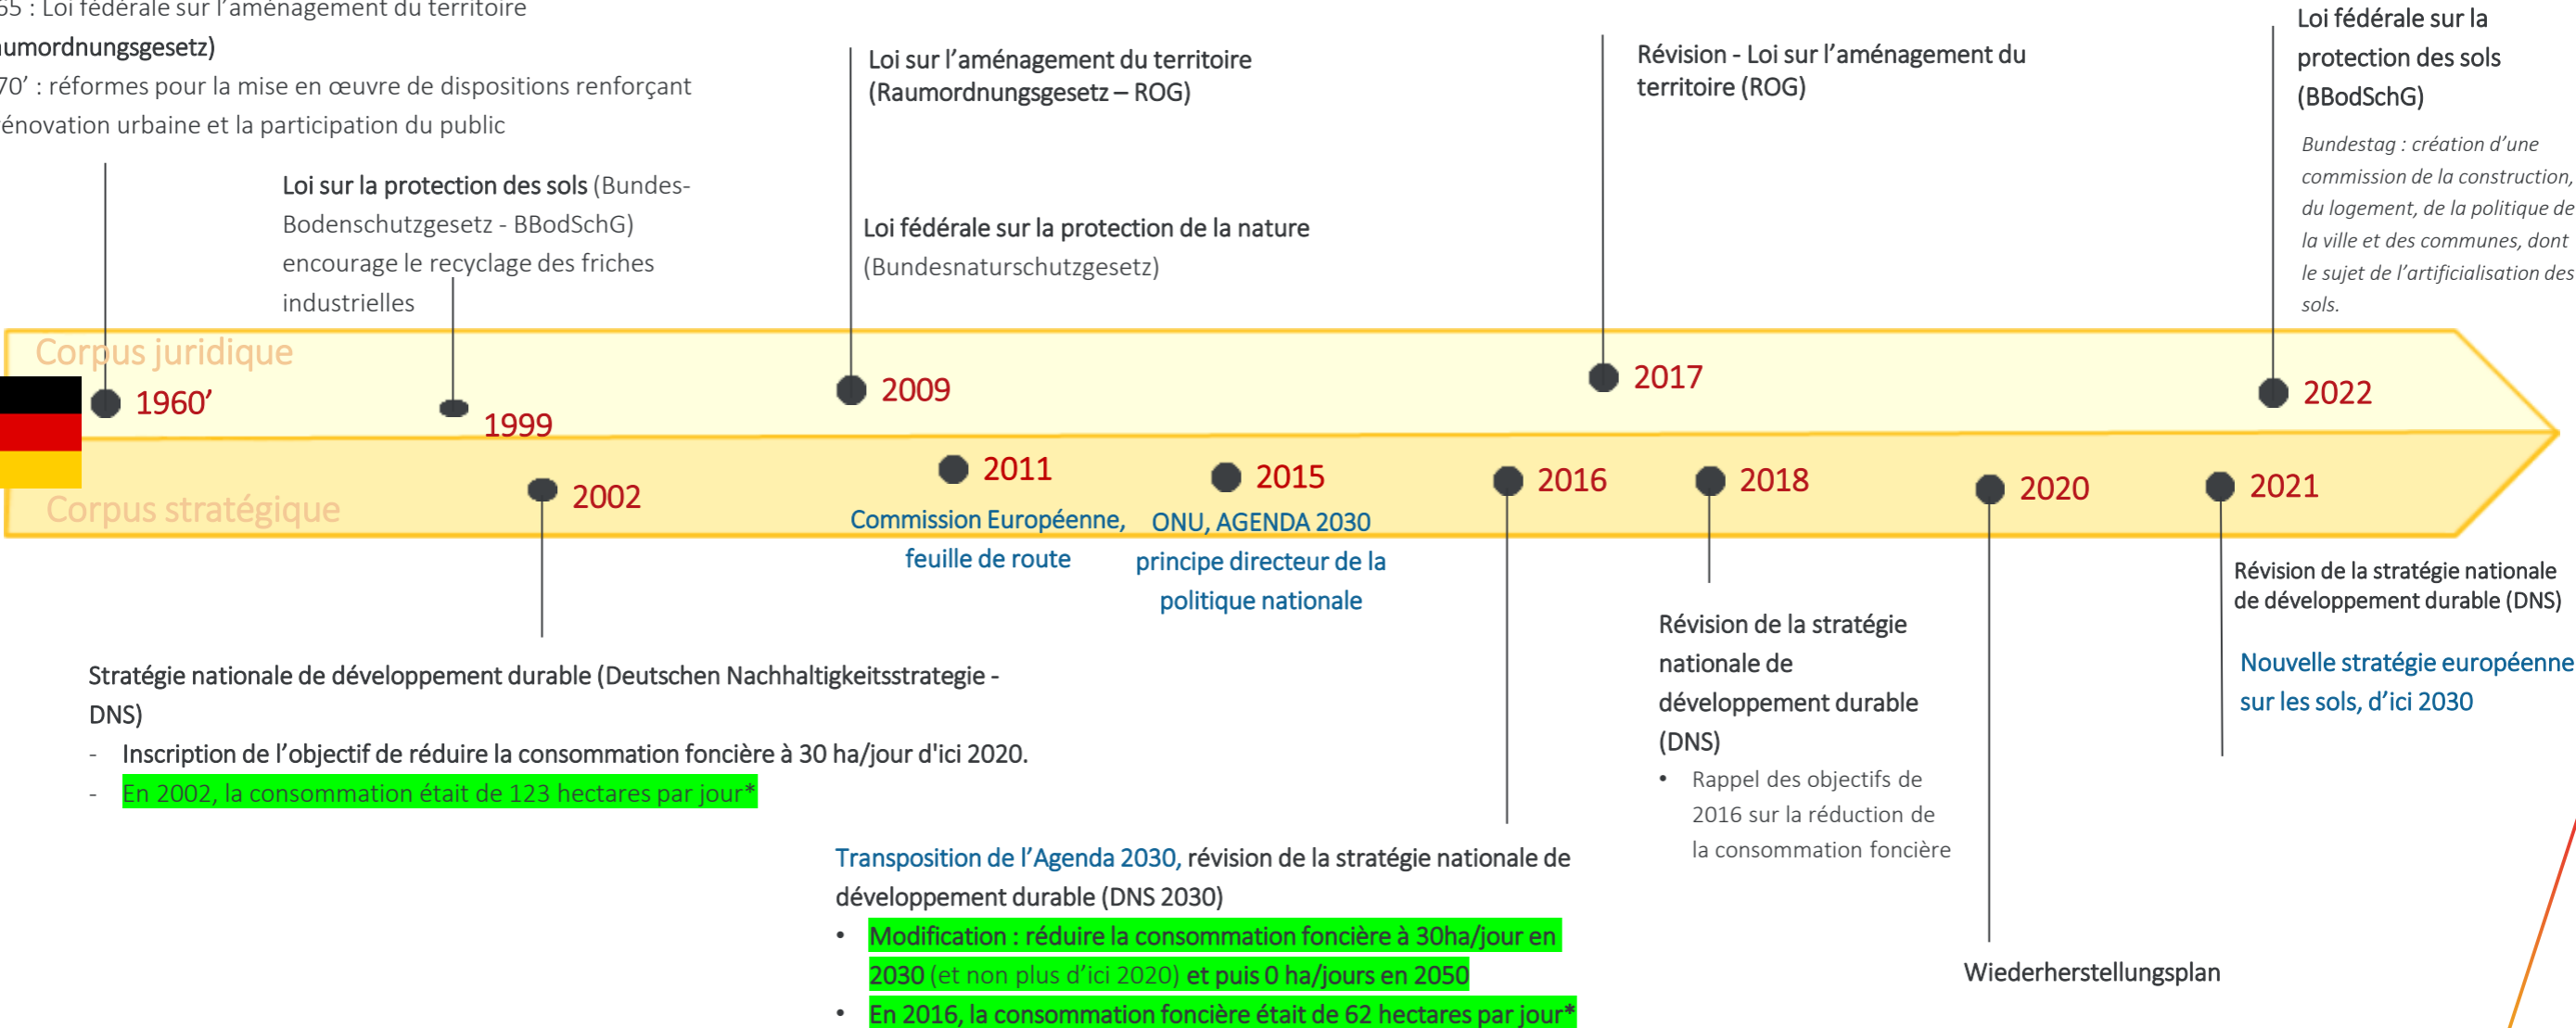 65 : Loi fédérale sur l'aménagement du territoire
aumordnungsgesetz)
70' : réformes pour la mise en œuvre de dispositions renforçant
rénovation urbaine et la participation du public
Loi sur la protection des sols (Bundes-
Bodenschutzgesetz - BBodSchG)
encourage le recyclage des friches
industrielles
Loi sur l'aménagement du territoire
(Raumordnungsgesetz – ROG)
Loi fédérale sur la protection de la nature
(Bundesnaturschutzgesetz)
Révision - Loi sur l'aménagement du
territoire (ROG)
Loi fédérale sur la
protection des sols
(BBodSchG)
Bundestag : création d'une
commission de la construction,
du logement, de la politique de
la ville et des communes, dont
le sujet de l'artificialisation des
sols.
Corpus juridique
1960'
1999
2009
2017
2022
Corpus stratégique
2002
2011
2015
2016
2018
2020
2021
Commission Européenne,
feuille de route
ONU, AGENDA 2030
principe directeur de la
politique nationale
Stratégie nationale de développement durable (Deutschen Nachhaltigkeitsstrategie -
DNS)
- Inscription de l'objectif de réduire la consommation foncière à 30 ha/jour d'ici 2020.
- En 2002, la consommation était de 123 hectares par jour*
Transposition de l'Agenda 2030, révision de la stratégie nationale de
développement durable (DNS 2030)
• Modification : réduire la consommation foncière à 30ha/jour en
2030 (et non plus d'ici 2020) et puis 0 ha/jours en 2050
• En 2016, la consommation foncière était de 62 hectares par jour*
Révision de la stratégie
nationale de
développement durable
(DNS)
• Rappel des objectifs de
2016 sur la réduction de
la consommation foncière
Wiederherstellungsplan
Révision de la stratégie nationale
de développement durable (DNS)
Nouvelle stratégie européenne
sur les sols, d'ici 2030